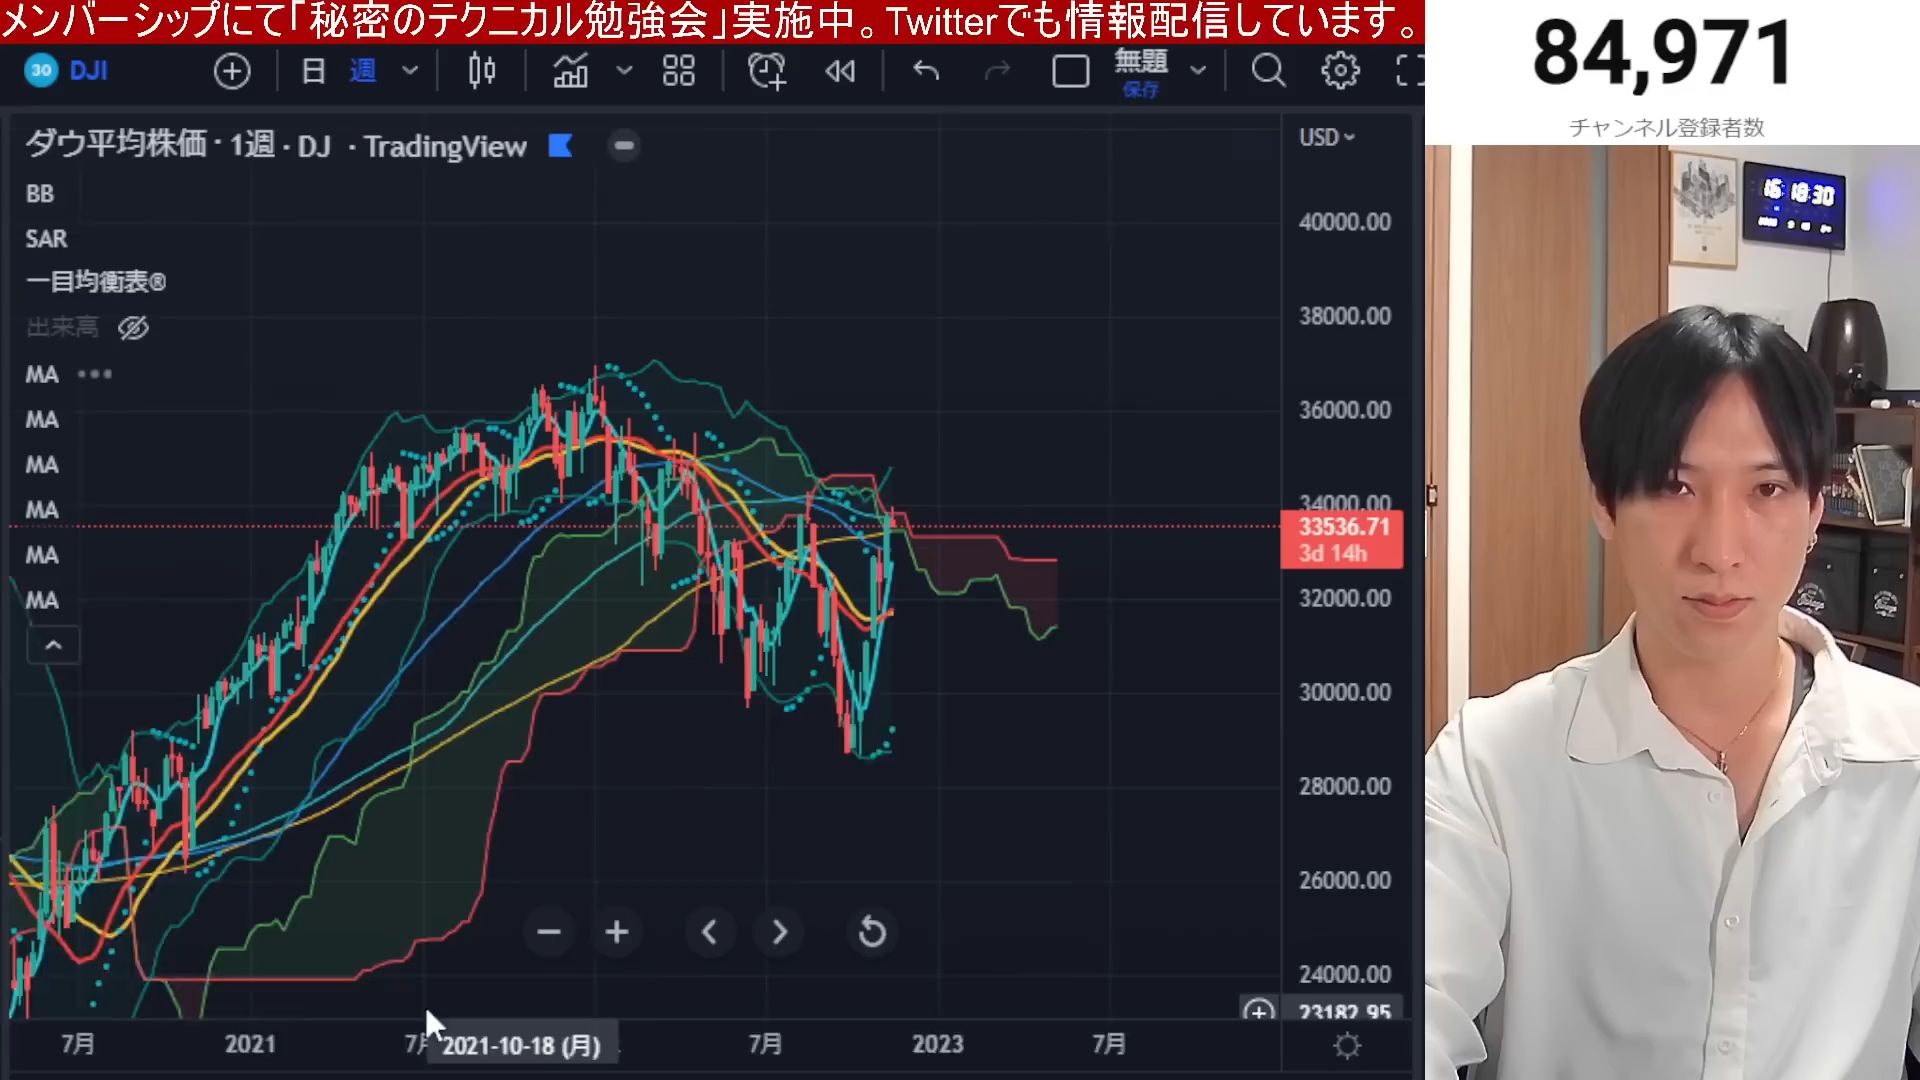 メンバーシップにて「秘密のテクニカル勉強会」実施中。Twitterでも情報配信しています。
84,971
チャンネル登録者数
30 DJI 日 週 無題 保存
ダウ平均株価・1週・DJ ・TradingView
USD
BB
SAR
一目均衡表®
出来高
MA
MA
MA
MA
MA
MA
40000.00
38000.00
36000.00
34000.00
33536.71
3d 14h
32000.00
30000.00
28000.00
26000.00
24000.00
23182.95
7月 2021 7月 2021-10-18 (月) 7月 2023 7月
16 18:30